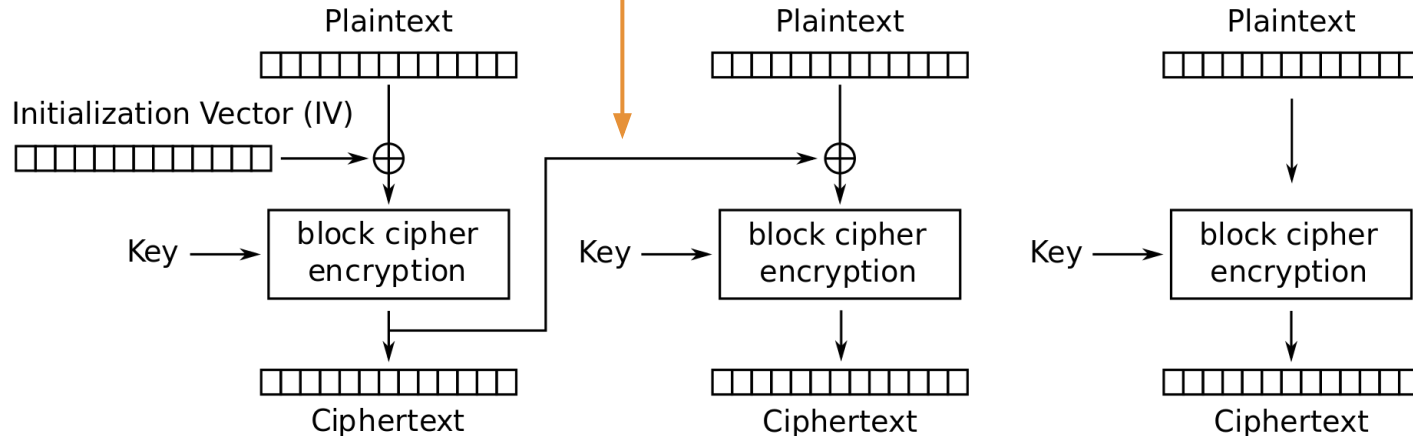 Plaintext
Plaintext
Plaintext
Initialization Vector (IV)
Key
block cipher
encryption
Key
block cipher
encryption
Key
block cipher
encryption
Ciphertext
Ciphertext
Ciphertext